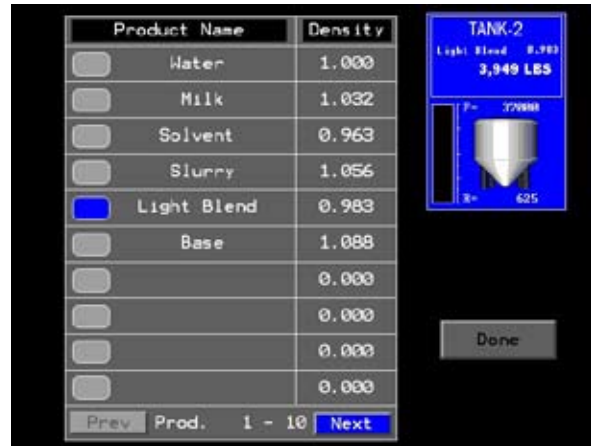 Product Name Density
Water 1.000
Milk 1.032
Solvent 0.963
Slurry 1.056
Light Blend 0.983
Base 1.088
0.000
0.000
0.000
0.000
Prev Prod. 1 - 10 Next
TANK-2
Light Blend 0.983
3,949 LBS
37000
625
Done